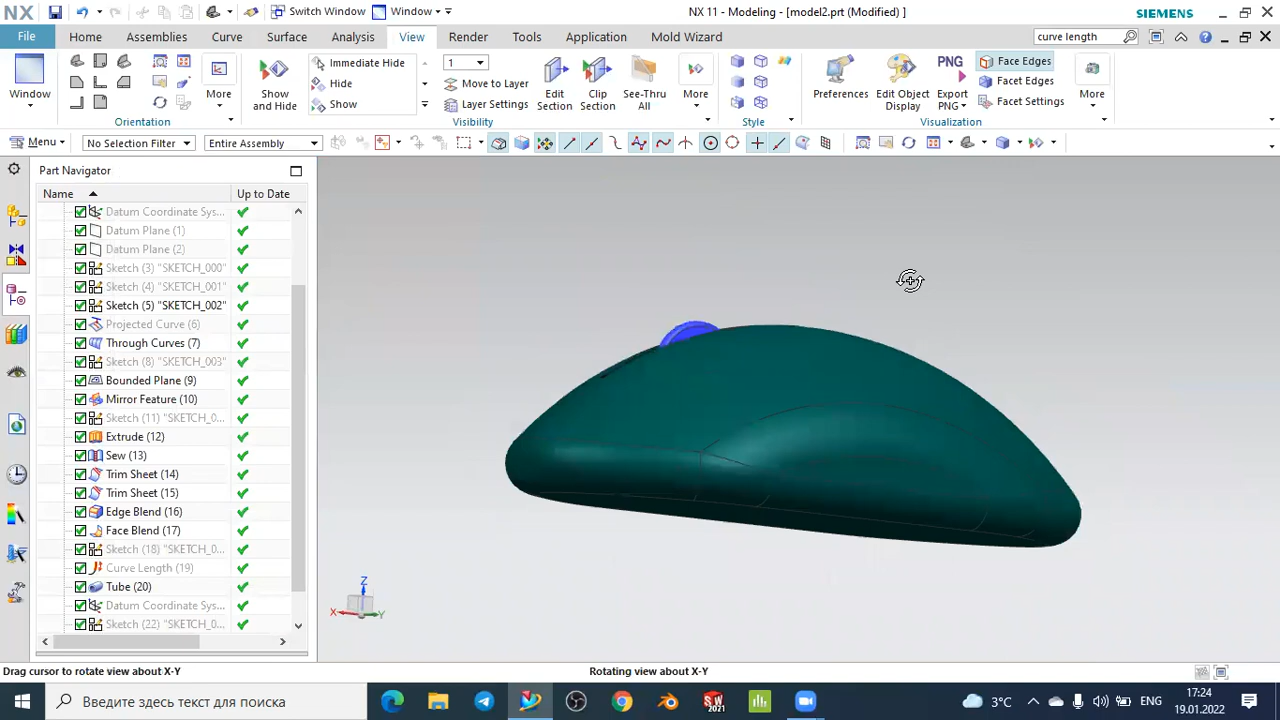 NX Switch Window Window NX 11 - Modeling - [model2.prt (Modified) ] SIEMENS
File Home Assemblies Curve Surface Analysis View Render Tools Application Mold Wizard curve length
Window More Show and Hide Immediate Hide Hide Show 1 Move to Layer Layer Settings Edit Section Clip Section See-Thru All More Preferences Edit Object Display PNG Export PNG Face Edges Facet Edges Facet Settings More
Orientation Visibility Style Visualization
Menu No Selection Filter Entire Assembly
Part Navigator
Name Up to Date
Datum Coordinate Sys...
Datum Plane (1)
Datum Plane (2)
Sketch (3) "SKETCH_000"
Sketch (4) "SKETCH_001"
Sketch (5) "SKETCH_002"
Projected Curve (6)
Through Curves (7)
Sketch (8) "SKETCH_003"
Bounded Plane (9)
Mirror Feature (10)
Sketch (11) "SKETCH_0...
Extrude (12)
Sew (13)
Trim Sheet (14)
Trim Sheet (15)
Edge Blend (16)
Face Blend (17)
Sketch (18) "SKETCH_0...
Curve Length (19)
Tube (20)
Datum Coordinate Sys...
Sketch (22) "SKETCH_0...
Z
X Y
Drag cursor to rotate view about X-Y Rotating view about X-Y
Введите здесь текст для поиска SW 2021 3°C ENG 17:24
19.01.2022